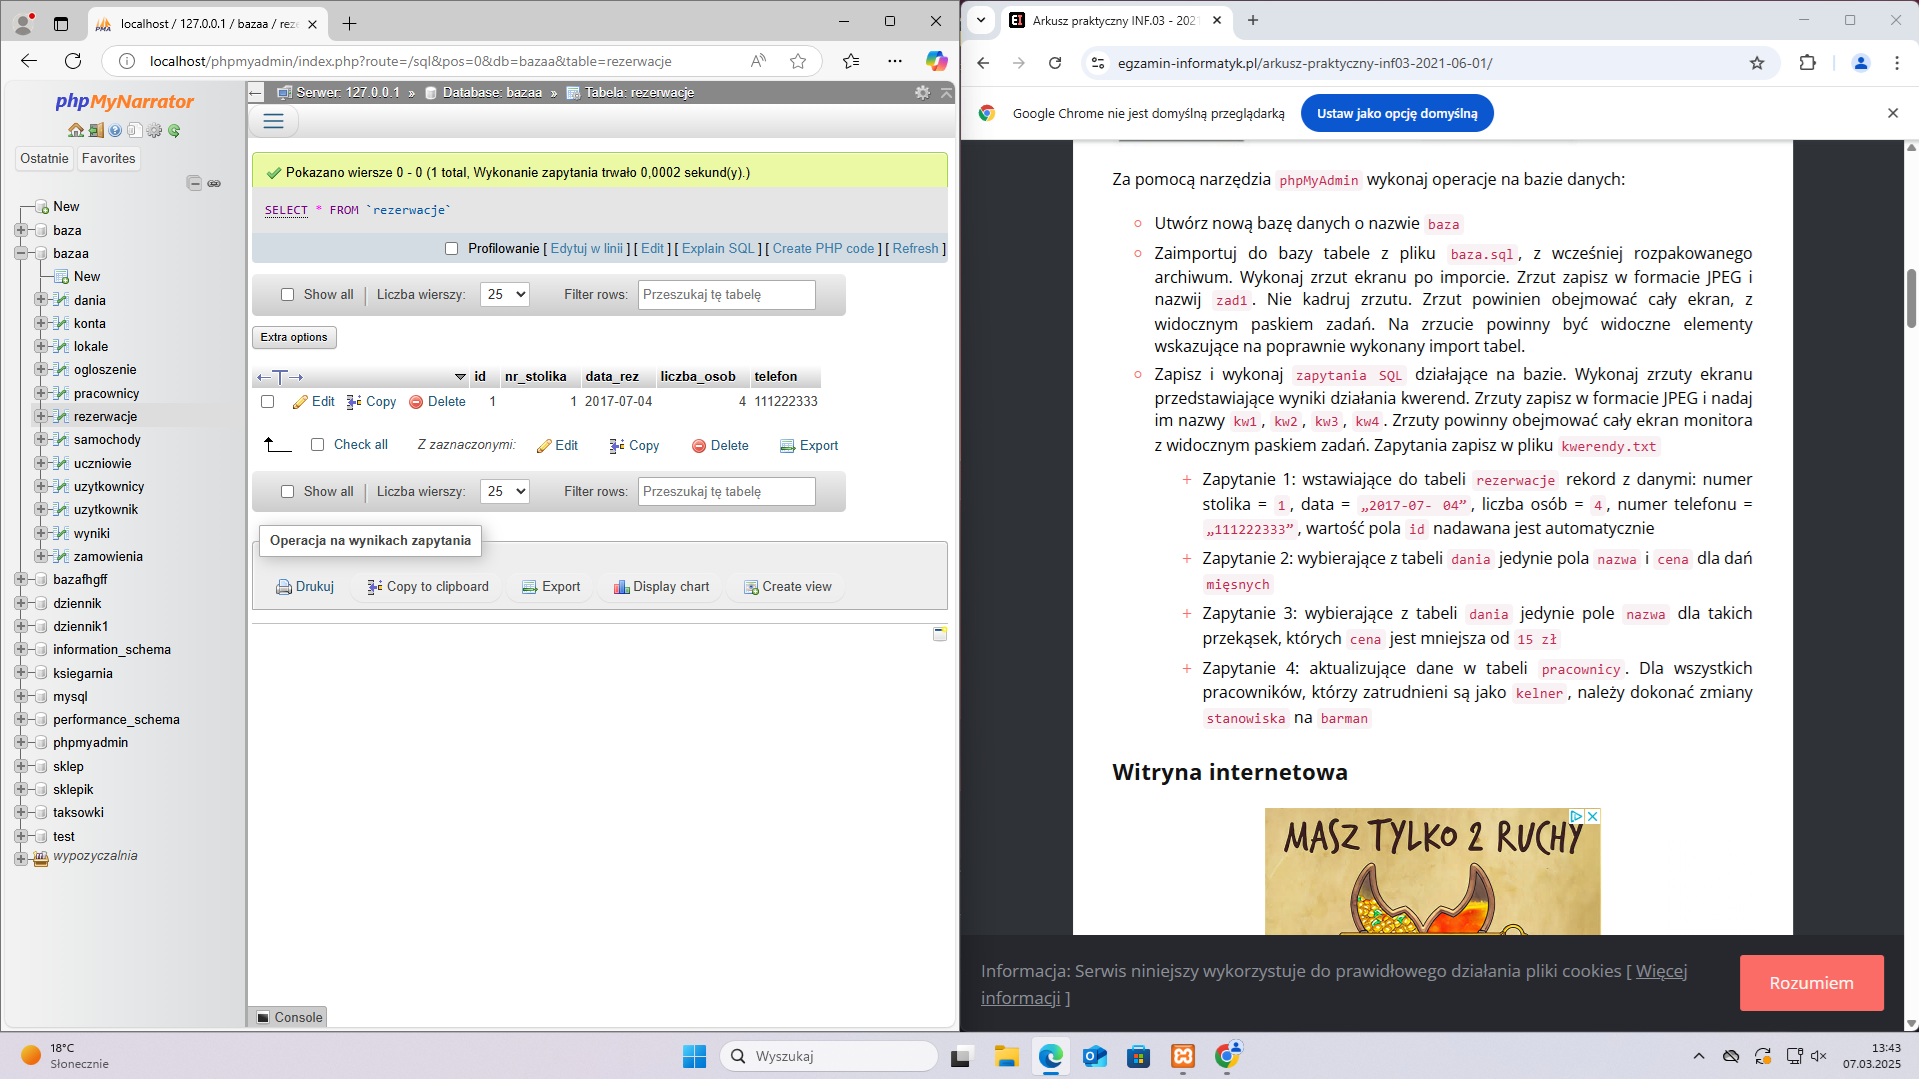 localhost / 127.0.0.1 / bazaa / reze
localhost/phpmyadmin/index.php?route=/sql&pos=0&db=bazaa&table=rezerwacje
phpMyNarrator
Ostatnie Favorites
New
baza
bazaa
New
dania
konta
lokale
ogloszenie
pracownicy
rezerwacje
samochody
uczniowie
uzytkownicy
uzytkownik
wyniki
zamowienia
bazafhgff
dziennik
dziennik1
information_schema
ksiegarnia
mysql
performance_schema
phpmyadmin
sklep
sklepik
taksowki
test
wypozyczalnia
Serwer: 127.0.0.1 » Database: bazaa » Tabela: rezerwacje
Pokazano wiersze 0 - 0 (1 total, Wykonanie zapytania trwało 0,0002 sekund(y).)
SELECT * FROM `rezerwacje`
Profilowanie [ Edytuj w linii ] [ Edit ] [ Explain SQL ] [ Create PHP code ] [ Refresh ]
Show all Liczba wierszy: 25 Filter rows: Przeszukaj tę tabelę
Extra options
id nr_stolika data_rez liczba_osob telefon
Edit Copy Delete 1 1 2017-07-04 4 111222333
Check all Z zaznaczonymi: Edit Copy Delete Export
Show all Liczba wierszy: 25 Filter rows: Przeszukaj tę tabelę
Operacja na wynikach zapytania
Drukuj Copy to clipboard Export Display chart Create view
Console
Arkusz praktyczny INF.03 - 2021
egzamin-informatyk.pl/arkusz-praktyczny-inf03-2021-06-01/
Google Chrome nie jest domyślną przeglądarką Ustaw jako opcję domyślną
Za pomocą narzędzia phpMyAdmin wykonaj operacje na bazie danych:
Utwórz nową bazę danych o nazwie baza
Zaimportuj do bazy tabele z pliku baza.sql, z wcześniej rozpakowanego
archiwum. Wykonaj zrzut ekranu po imporcie. Zrzut zapisz w formacie JPEG i
nazwij zad1. Nie kadruj zrzutu. Zrzut powinien obejmować cały ekran, z
widocznym paskiem zadań. Na zrzucie powinny być widoczne elementy
wskazujące na poprawnie wykonany import tabel.
Zapisz i wykonaj zapytania SQL działające na bazie. Wykonaj zrzuty ekranu
przedstawiające wyniki działania kwerend. Zrzuty zapisz w formacie JPEG i nadaj
im nazwy kw1, kw2, kw3, kw4. Zrzuty powinny obejmować cały ekran monitora
z widocznym paskiem zadań. Zapytania zapisz w pliku kwerendy.txt
+ Zapytanie 1: wstawiające do tabeli rezerwacje rekord z danymi: numer
stolika = 1, data = „2017-07- 04”, liczba osób = 4, numer telefonu =
„111222333”, wartość pola id nadawana jest automatycznie
+ Zapytanie 2: wybierające z tabeli dania jedynie pola nazwa i cena dla dań
mięsnych
+ Zapytanie 3: wybierające z tabeli dania jedynie pole nazwa dla takich
przekąsek, których cena jest mniejsza od 15 zł
+ Zapytanie 4: aktualizujące dane w tabeli pracownicy. Dla wszystkich
pracowników, którzy zatrudnieni są jako kelner, należy dokonać zmiany
stanowiska na barman
Witryna internetowa
MASZ TYLKO 2 RUCHY
Informacja: Serwis niniejszy wykorzystuje do prawidłowego działania pliki cookies [ Więcej
informacji ]
Rozumiem
18°C
Słonecznie
Wyszukaj
13:43
07.03.2025